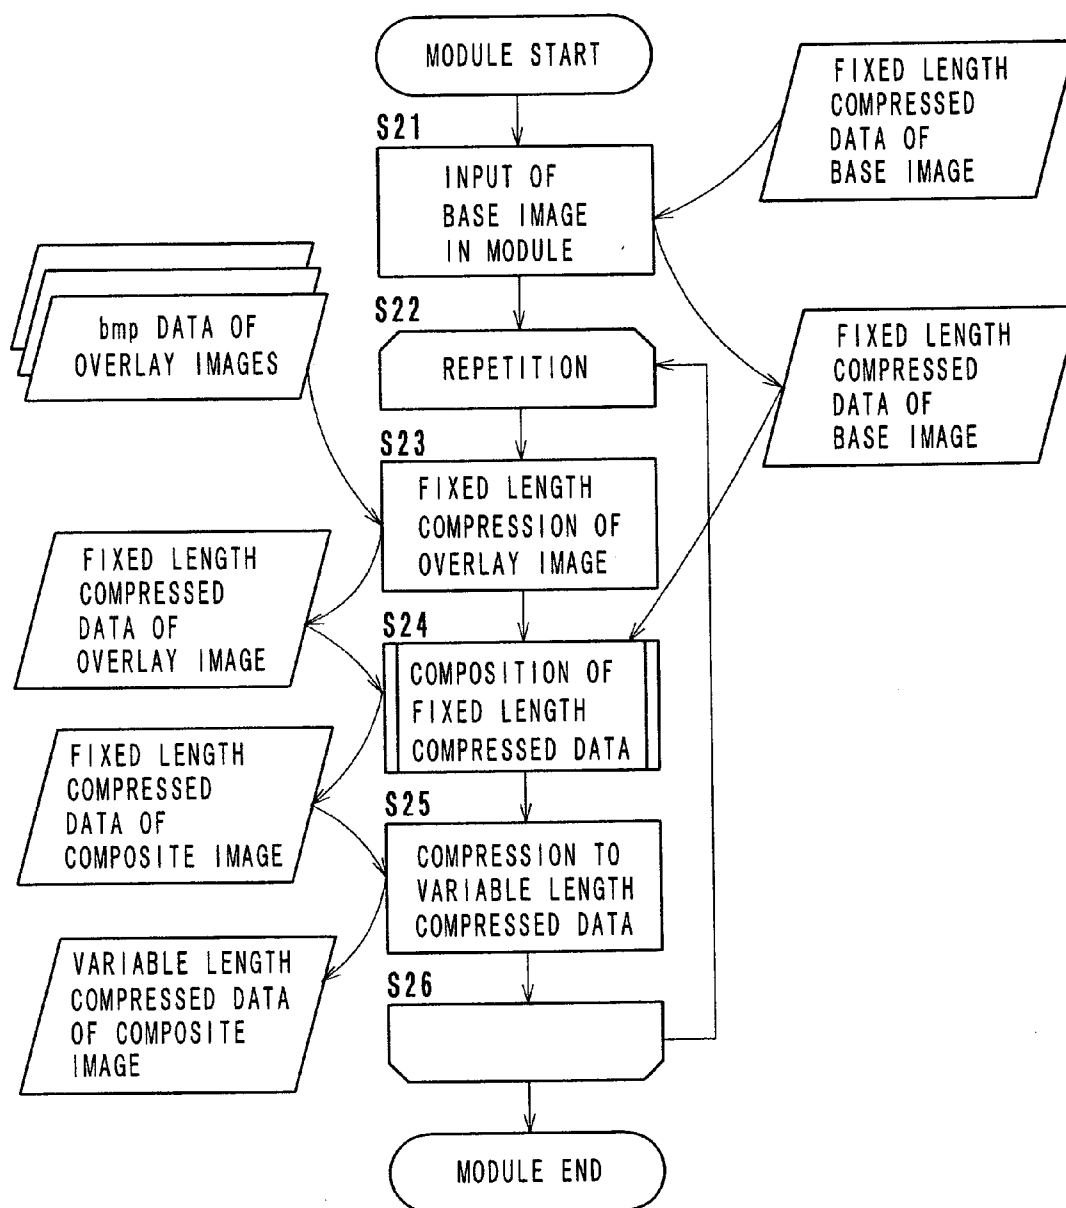 MODULE START
FIXED LENGTH
COMPRESSED
DATA OF
BASE IMAGE
S21
INPUT OF
BASE IMAGE
IN MODULE
S22
REPETITION
bmp DATA OF
OVERLAY IMAGES
FIXED LENGTH
COMPRESSED
DATA OF
BASE IMAGE
S23
FIXED LENGTH
COMPRESSION OF
OVERLAY IMAGE
FIXED LENGTH
COMPRESSED
DATA OF
OVERLAY IMAGE
S24
COMPOSITION OF
FIXED LENGTH
COMPRESSED DATA
FIXED LENGTH
COMPRESSED
DATA OF
COMPOSITE IMAGE
S25
COMPRESSION TO
VARIABLE LENGTH
COMPRESSED DATA
VARIABLE LENGTH
COMPRESSED DATA
OF COMPOSITE
IMAGE
S26
MODULE END